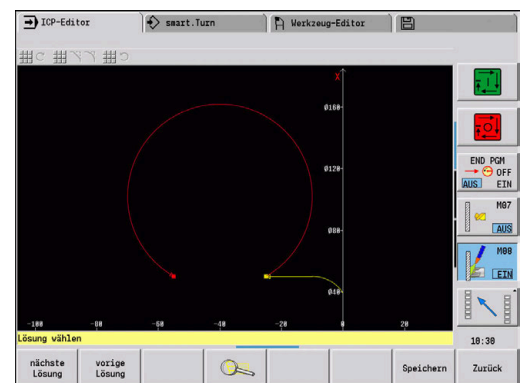 ICP-Editor
smart.Turn
Werkzeug-Editor
X
Ø160
Ø120
Ø80
Ø40
-100 -80 -60 -40 -20 0 20
Lösung wählen
END PGM
OFF
AUS EIN
M07
AUS
M08
EIN
10:30
nächste Lösung
vorige Lösung
Speichern
Zurück